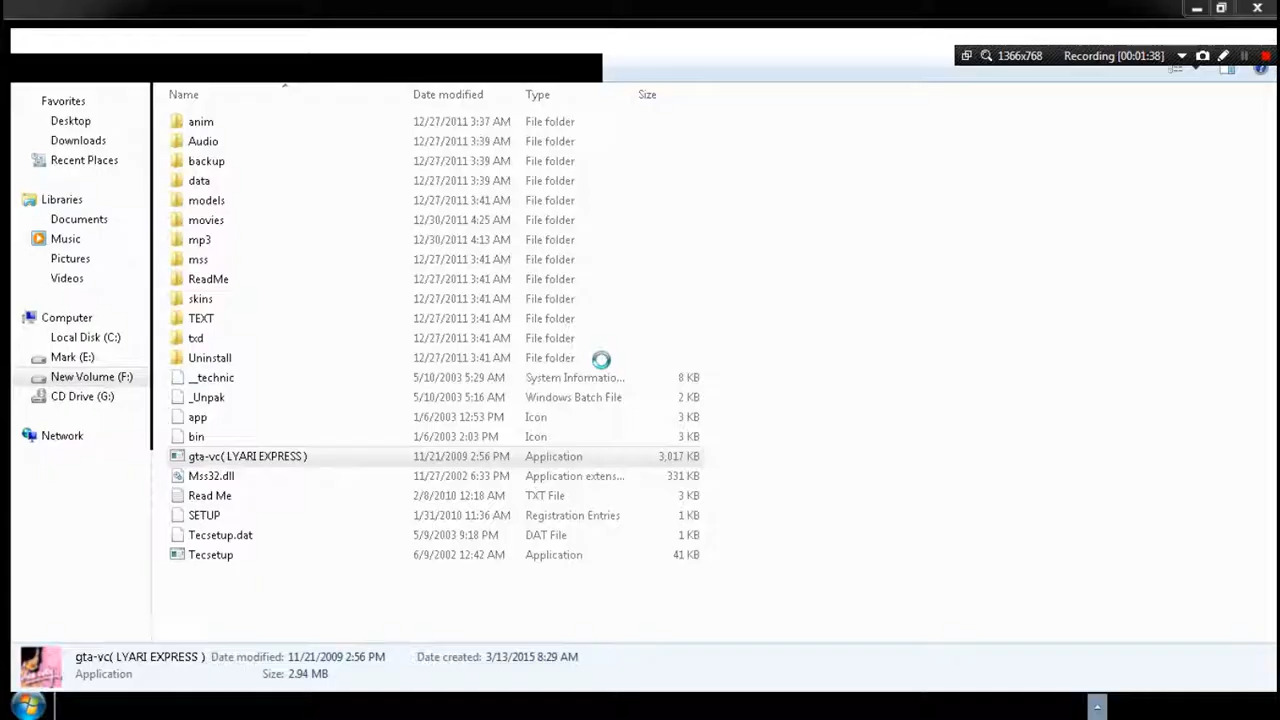 1366x768 Recording [00:01:38]
Name Date modified Type Size
Favorites
Desktop
Downloads
Recent Places
Libraries
Documents
Music
Pictures
Videos
Computer
Local Disk (C:)
Mark (E:)
New Volume (F:)
CD Drive (G:)
Network
anim 12/27/2011 3:37 AM File folder
Audio 12/27/2011 3:39 AM File folder
backup 12/27/2011 3:39 AM File folder
data 12/27/2011 3:39 AM File folder
models 12/27/2011 3:41 AM File folder
movies 12/30/2011 4:25 AM File folder
mp3 12/30/2011 4:13 AM File folder
mss 12/27/2011 3:41 AM File folder
ReadMe 12/27/2011 3:41 AM File folder
skins 12/27/2011 3:41 AM File folder
TEXT 12/27/2011 3:41 AM File folder
txd 12/27/2011 3:41 AM File folder
Uninstall 12/27/2011 3:41 AM File folder
__technic 5/10/2003 5:29 AM System Informatio... 8 KB
_Unpak 5/10/2003 5:16 AM Windows Batch File 2 KB
app 1/6/2003 12:53 PM Icon 3 KB
bin 1/6/2003 2:03 PM Icon 3 KB
gta-vc( LYARI EXPRESS ) 11/21/2009 2:56 PM Application 3,017 KB
Mss32.dll 11/27/2002 6:33 PM Application extens... 331 KB
Read Me 2/8/2010 12:18 AM TXT File 3 KB
SETUP 1/31/2010 11:36 AM Registration Entries 1 KB
Tecsetup.dat 5/9/2003 9:18 PM DAT File 1 KB
Tecsetup 6/9/2002 12:42 AM Application 41 KB
gta-vc( LYARI EXPRESS ) Date modified: 11/21/2009 2:56 PM Date created: 3/13/2015 8:29 AM
Application Size: 2.94 MB